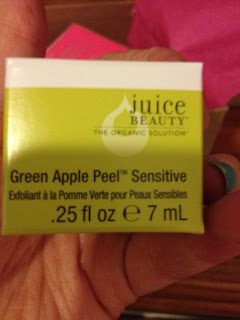 juice
BEAUTY™
THE ORGANIC SOLUTION®
Green Apple Peel™ Sensitive
Exfoliant à la Pomme Verte pour Peaux Sensibles
.25 fl oz ℮ 7 mL